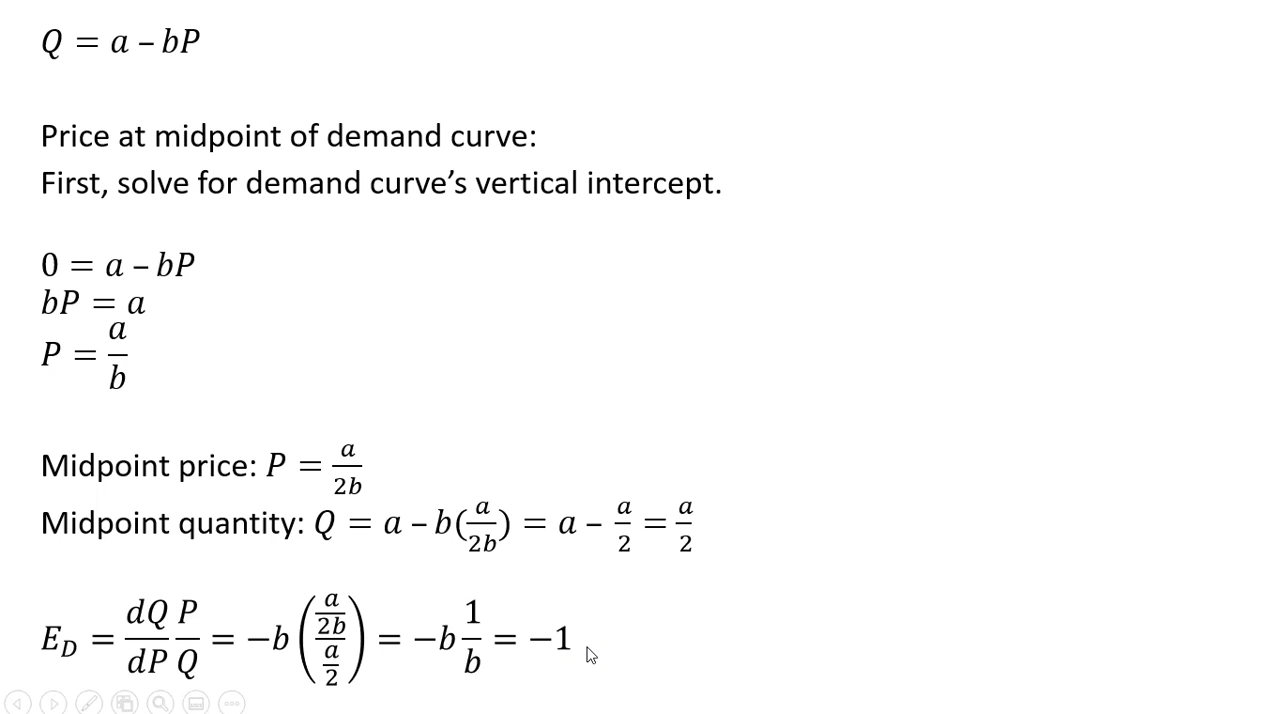 Q = a – bP
Price at midpoint of demand curve:
First, solve for demand curve’s vertical intercept.
0 = a – bP
bP = a
P = a/b
Midpoint price: P = a/2b
Midpoint quantity: Q = a – b(a/2b) = a – a/2 = a/2
E_D = dQ/dP P/Q = −b ((a/2b)/(a/2)) = −b 1/b = −1